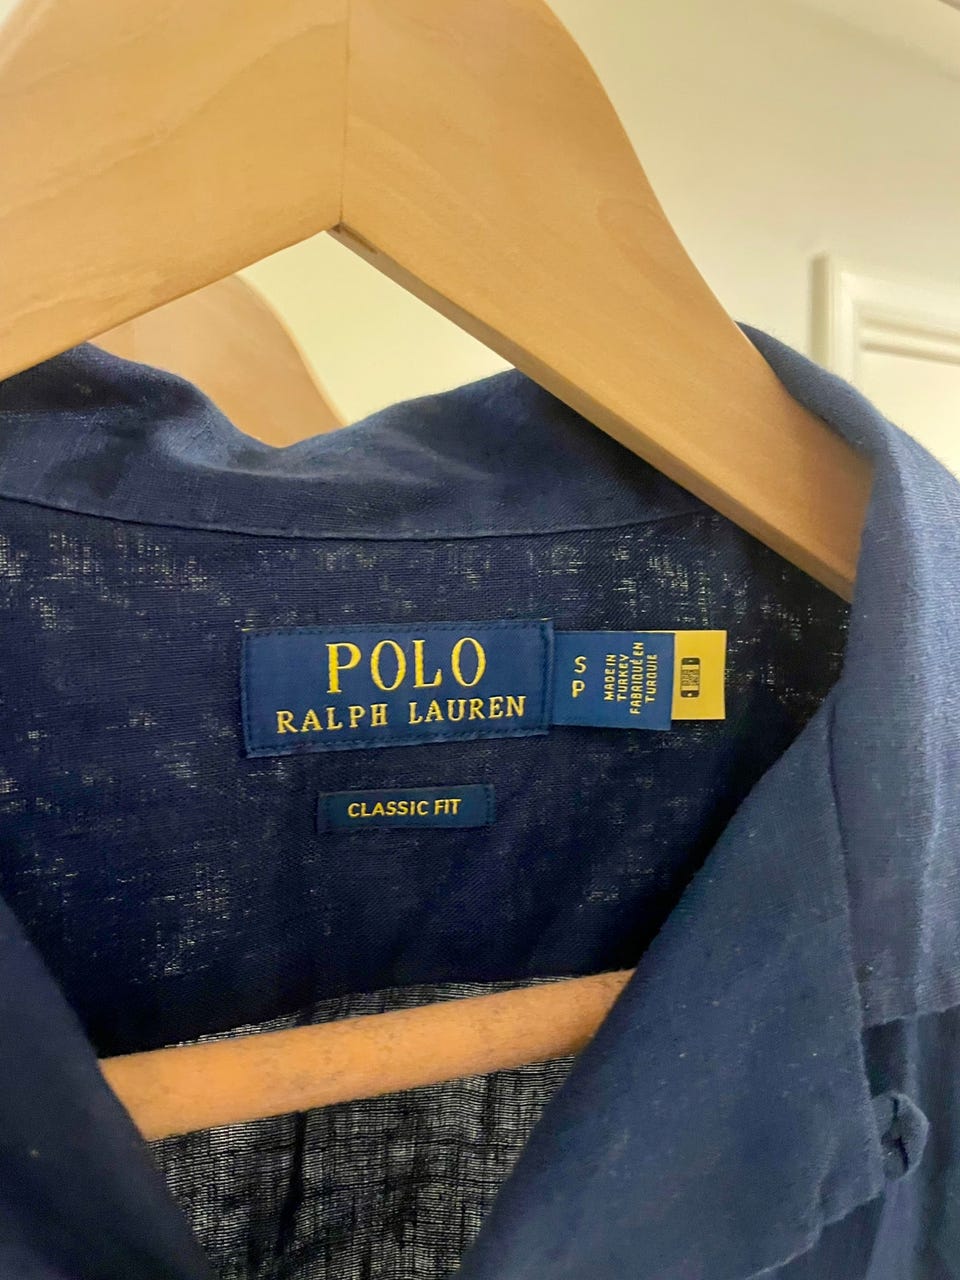 POLO
RALPH LAUREN
S
P
MADE IN
TURKEY
FABRIQUÉ EN
TURQUIE
CLASSIC FIT